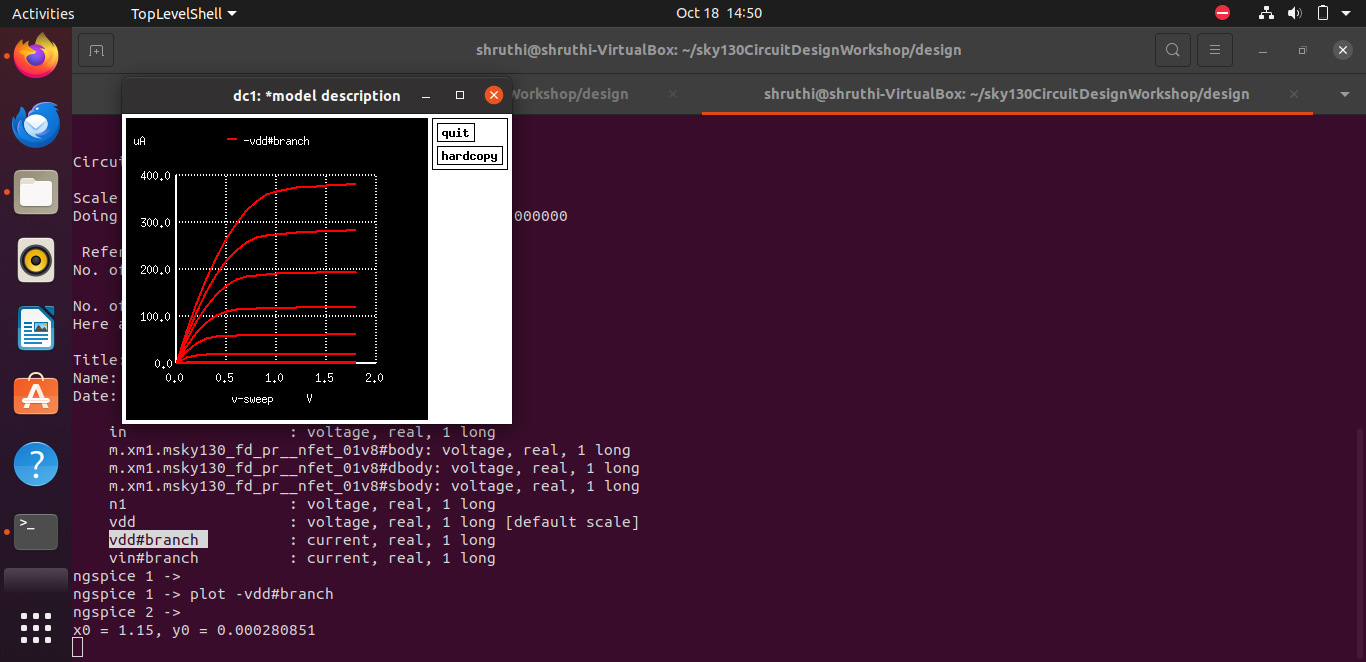 Activities
TopLevelShell
Oct 18 14:50
shruthi@shruthi-VirtualBox: ~/sky130CircuitDesignWorkshop/design
Workshop/design
shruthi@shruthi-VirtualBox: ~/sky130CircuitDesignWorkshop/design
dc1: *model description
quit
hardcopy
uA
-vdd#branch
400.0
300.0
200.0
100.0
0.0
0.0 0.5 1.0 1.5 2.0
v-sweep V
Circui
Scale
Doing 000000
Refer
No. of
No. of
Here a
Title:
Name:
Date:
in : voltage, real, 1 long
m.xm1.msky130_fd_pr__nfet_01v8#body: voltage, real, 1 long
m.xm1.msky130_fd_pr__nfet_01v8#dbody: voltage, real, 1 long
m.xm1.msky130_fd_pr__nfet_01v8#sbody: voltage, real, 1 long
n1 : voltage, real, 1 long
vdd : voltage, real, 1 long [default scale]
vdd#branch : current, real, 1 long
vin#branch : current, real, 1 long
ngspice 1 ->
ngspice 1 -> plot -vdd#branch
ngspice 2 ->
x0 = 1.15, y0 = 0.000280851